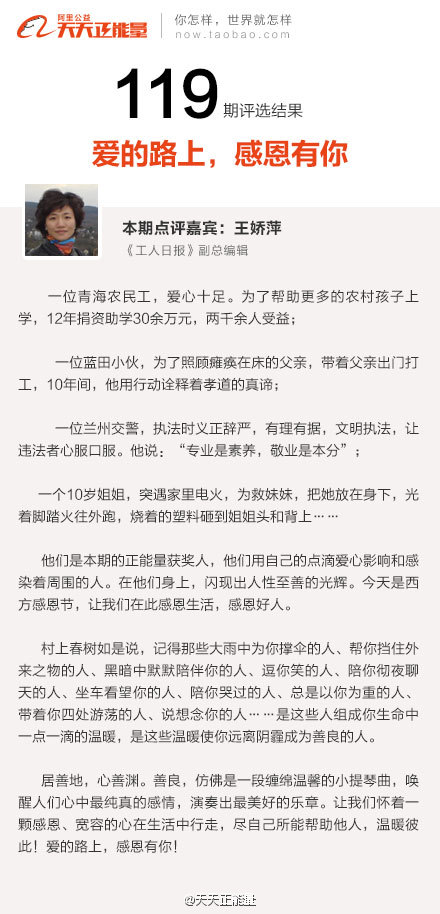 阿里公益
天天正能量
你怎样，世界就怎样
now.taobao.com
119
期评选结果
爱的路上，感恩有你
本期点评嘉宾：王娇萍
《工人日报》副总编辑
一位青海农民工，爱心十足。为了帮助更多的农村孩子上
学，12年捐资助学30余万元，两千余人受益；
一位蓝田小伙，为了照顾瘫痪在床的父亲，带着父亲出门打
工，10年间，他用行动诠释着孝道的真谛；
一位兰州交警，执法时义正辞严，有理有据，文明执法，让
违法者心服口服。他说：“专业是素养，敬业是本分”；
一个10岁姐姐，突遇家里电火，为救妹妹，把她放在身下，光
着脚踏火往外跑，烧着的塑料砸到姐姐头和背上……
他们是本期的正能量获奖人，他们用自己的点滴爱心影响和感
染着周围的人。在他们身上，闪现出人性至善的光辉。今天是西
方感恩节，让我们在此感恩生活，感恩好人。
村上春树如是说，记得那些大雨中为你撑伞的人、帮你挡住外
来之物的人、黑暗中默默陪伴你的人、逗你笑的人、陪你彻夜聊
天的人、坐车看望你的人、陪你哭过的人、总是以你为重的人、
带着你四处游荡的人、说想念你的人……是这些人组成你生命中
一点一滴的温暖，是这些温暖使你远离阴霾成为善良的人。
居善地，心善渊。善良，仿佛是一段缠绵温馨的小提琴曲，唤
醒人们心中最纯真的感情，演奏出最美好的乐章。让我们怀着一
颗感恩、宽容的心在生活中行走，尽自己所能帮助他人，温暖彼
此！爱的路上，感恩有你！
@天天正能量